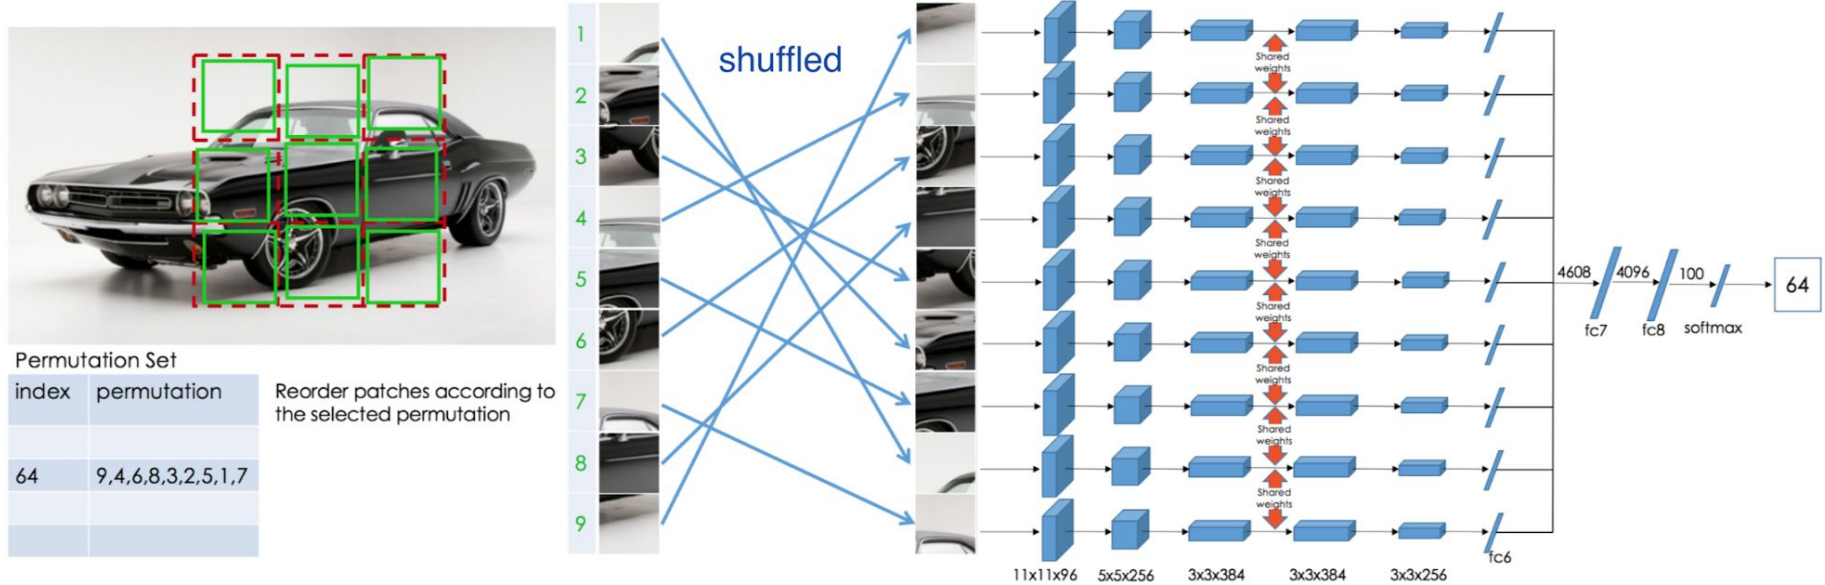 Permutation Set
index permutation
64 9,4,6,8,3,2,5,1,7
Reorder patches according to
the selected permutation
1
2
3
4
5
6
7
8
9
shuffled
Shared
weights
Shared
weights
Shared
weights
Shared
weights
Shared
weights
Shared
weights
Shared
weights
Shared
weights
11x11x96 5x5x256 3x3x384 3x3x384 3x3x256
fc6
4608 4096 100
fc7 fc8 softmax
64